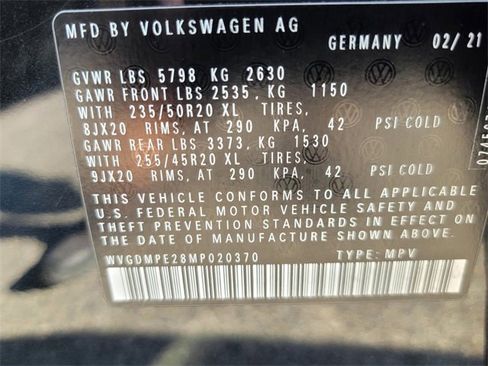 MFD BY VOLKSWAGEN AG
GERMANY 02/21
GVWR LBS 5798 KG 2630
GAWR FRONT LBS 2535, KG 1150
WITH 235/50R20 XL TIRES,
8JX20 RIMS, AT 290 KPA, 42 PSI COLD
GAWR REAR LBS 3373, KG 1530
WITH 255/45R20 XL TIRES,
9JX20 RIMS, AT 290 KPA, 42 PSI COLD
THIS VEHICLE CONFORMS TO ALL APPLICABLE
U.S. FEDERAL MOTOR VEHICLE SAFETY AND
THEFT PREVENTION STANDARDS IN EFFECT ON
THE DATE OF MANUFACTURE SHOWN ABOVE.
WVGDMPE28MP020370 TYPE: MPV